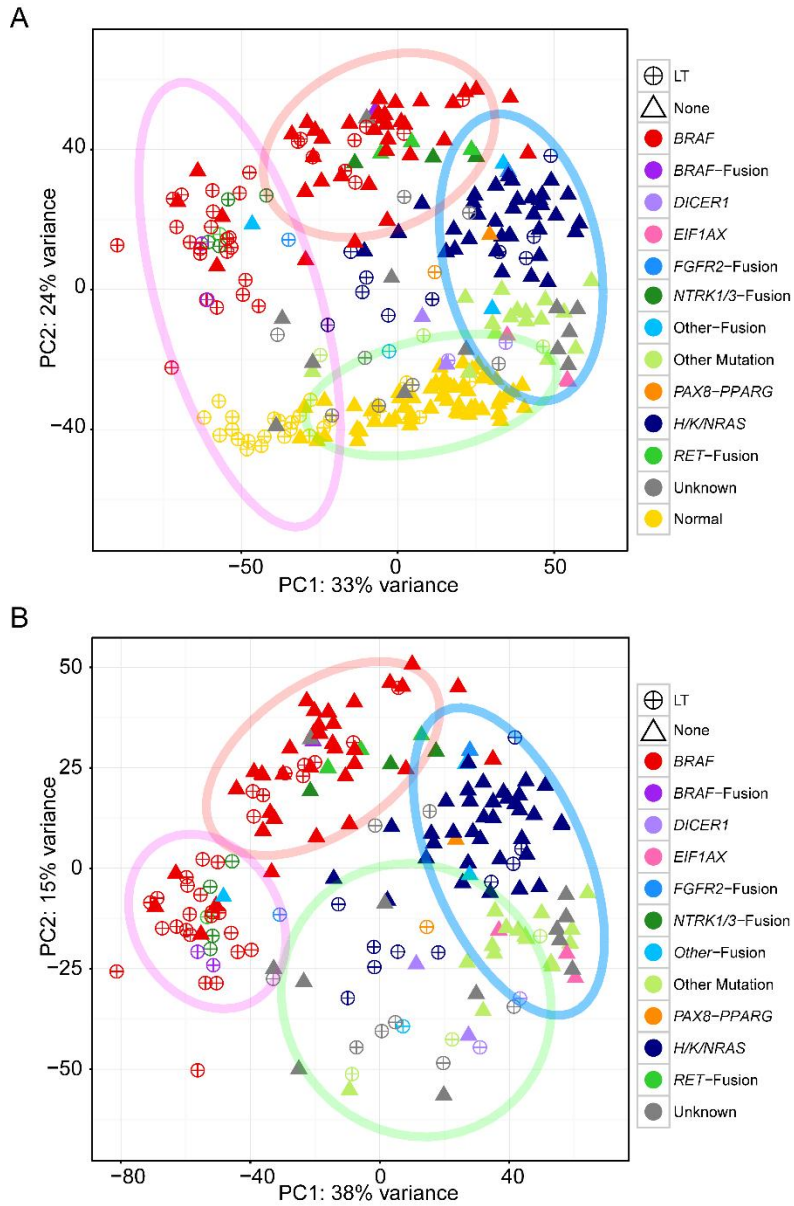 A
PC2: 24% variance
40
0
−40
−50
0
50
PC1: 33% variance
LT
None
BRAF
BRAF−Fusion
DICER1
EIF1AX
FGFR2−Fusion
NTRK1/3−Fusion
Other−Fusion
Other Mutation
PAX8−PPARG
H/K/NRAS
RET−Fusion
Unknown
Normal
B
PC2: 15% variance
50
25
0
−25
−50
−80
−40
0
40
PC1: 38% variance
LT
None
BRAF
BRAF−Fusion
DICER1
EIF1AX
FGFR2−Fusion
NTRK1/3−Fusion
Other−Fusion
Other Mutation
PAX8−PPARG
H/K/NRAS
RET−Fusion
Unknown